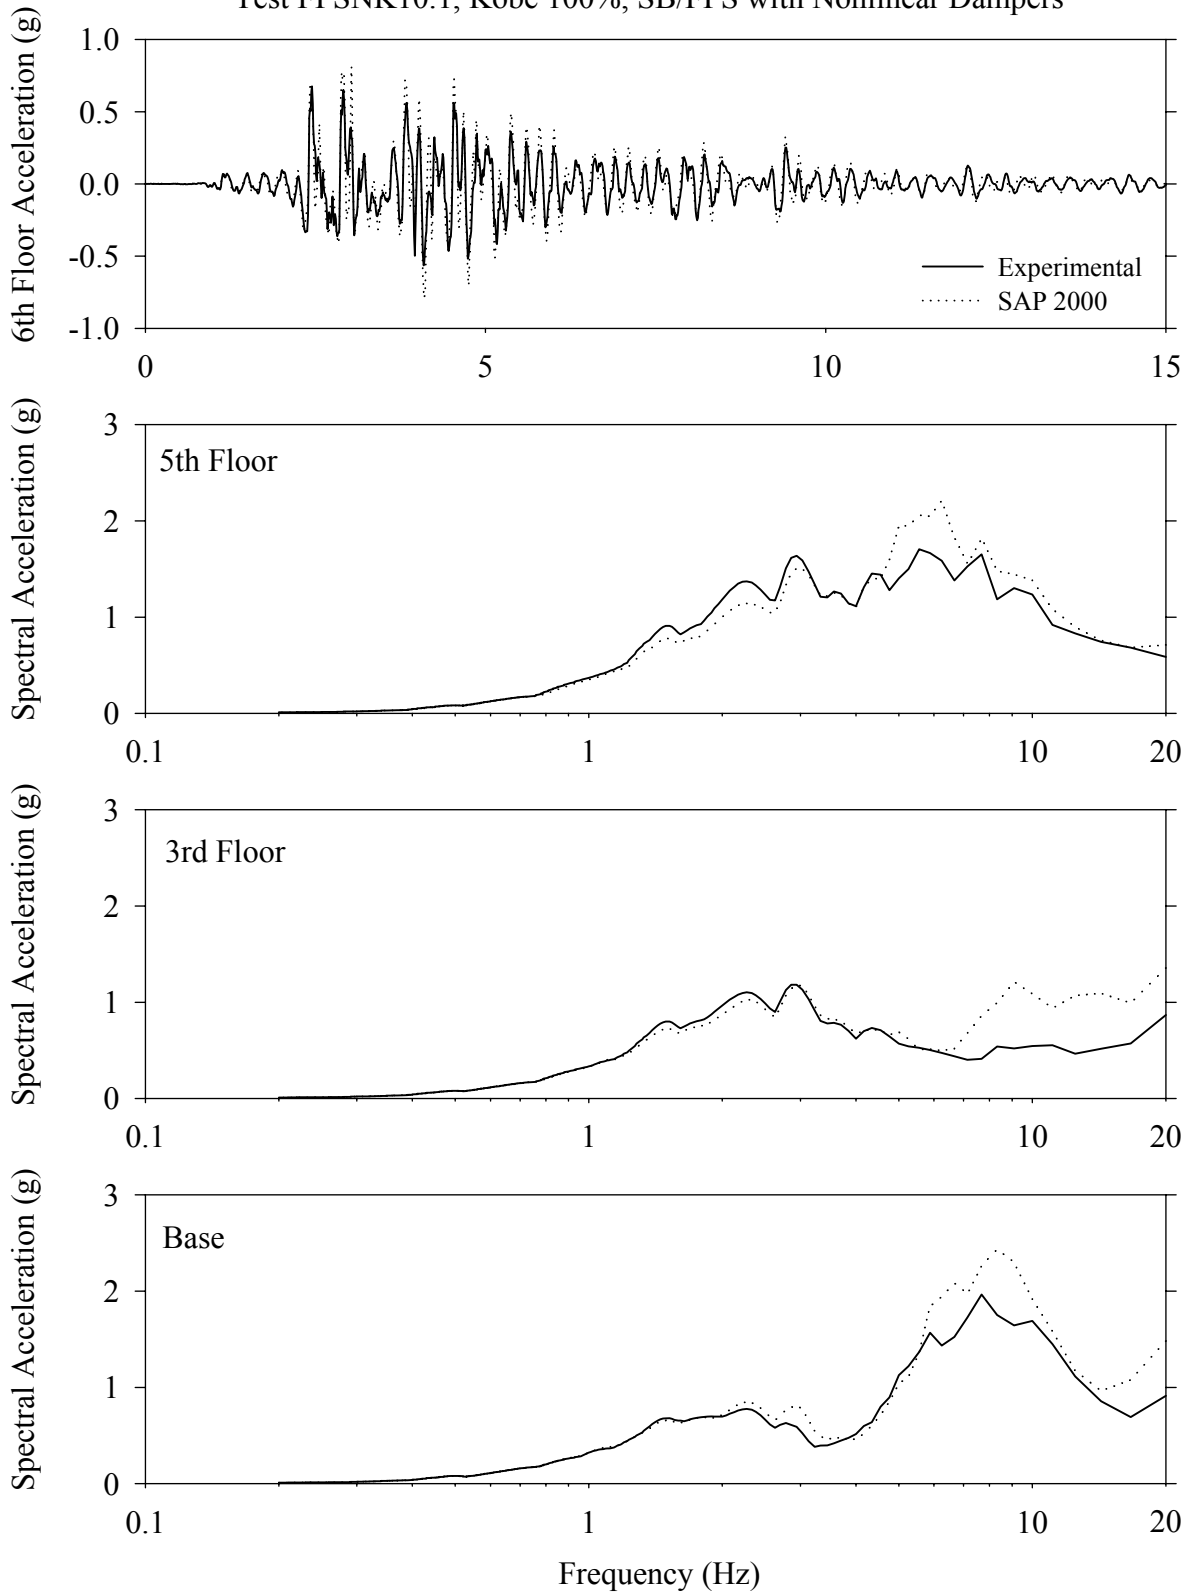 Test FPSNK10.1, Kobe 100%, SB/FPS with Nonlinear Dampers
6th Floor Acceleration (g)
1.0
0.5
0.0
-0.5
-1.0
Experimental
SAP 2000
0 5 10 15
Spectral Acceleration (g)
3
2
1
0
5th Floor
0.1 1 10 20
Spectral Acceleration (g)
3
2
1
0
3rd Floor
0.1 1 10 20
Spectral Acceleration (g)
3
2
1
0
Base
0.1 1 10 20
Frequency (Hz)